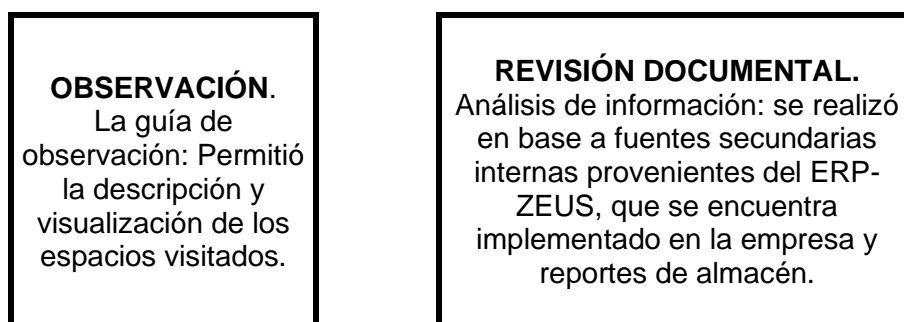 OBSERVACIÓN.
La guía de
observación: Permitió
la descripción y
visualización de los
espacios visitados.
REVISIÓN DOCUMENTAL.
Análisis de información: se realizó
en base a fuentes secundarias
internas provenientes del ERP-
ZEUS, que se encuentra
implementado en la empresa y
reportes de almacén.